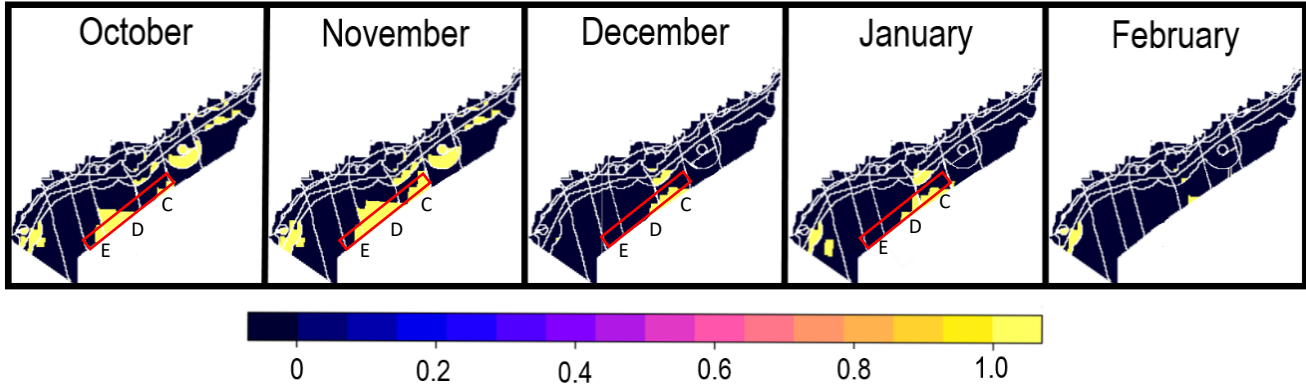 October November December January February
C C C C
D D D D
E E E E
0 0.2 0.4 0.6 0.8 1.0